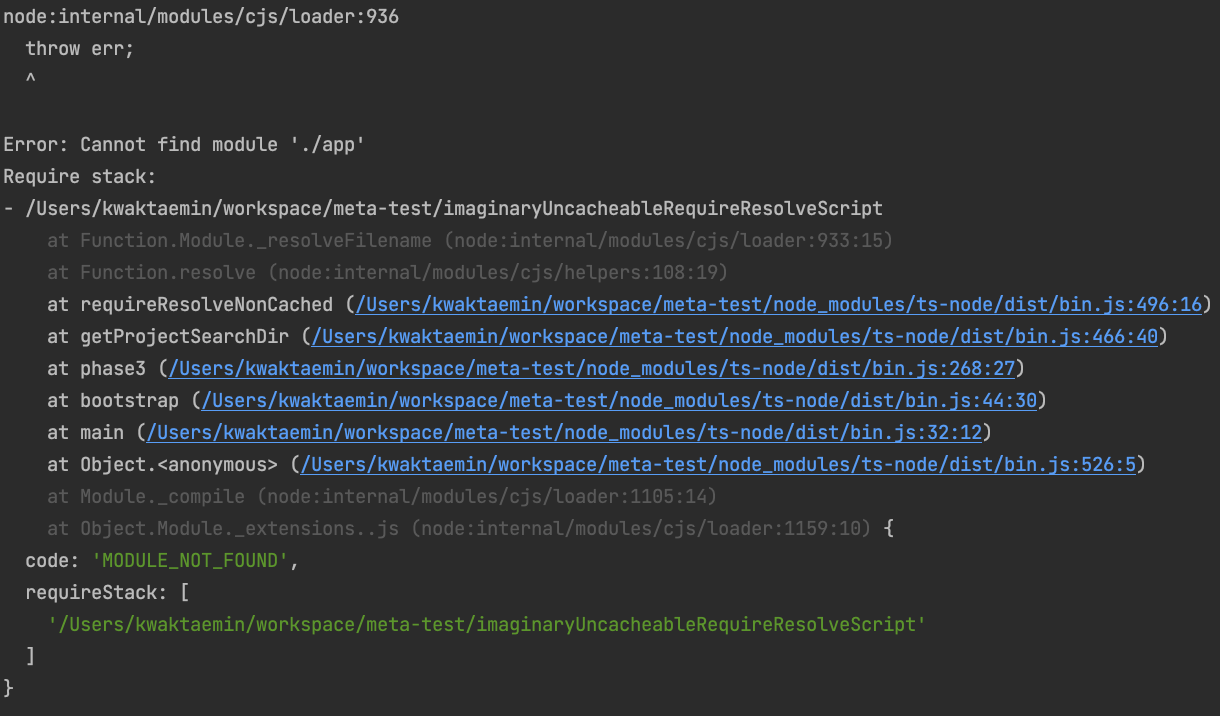 node:internal/modules/cjs/loader:936
  throw err;
  ^

Error: Cannot find module './app'
Require stack:
- /Users/kwaktaemin/workspace/meta-test/imaginaryUncacheableRequireResolveScript
    at Function.Module._resolveFilename (node:internal/modules/cjs/loader:933:15)
    at Function.resolve (node:internal/modules/cjs/helpers:108:19)
    at requireResolveNonCached (/Users/kwaktaemin/workspace/meta-test/node_modules/ts-node/dist/bin.js:496:16)
    at getProjectSearchDir (/Users/kwaktaemin/workspace/meta-test/node_modules/ts-node/dist/bin.js:466:40)
    at phase3 (/Users/kwaktaemin/workspace/meta-test/node_modules/ts-node/dist/bin.js:268:27)
    at bootstrap (/Users/kwaktaemin/workspace/meta-test/node_modules/ts-node/dist/bin.js:44:30)
    at main (/Users/kwaktaemin/workspace/meta-test/node_modules/ts-node/dist/bin.js:32:12)
    at Object.<anonymous> (/Users/kwaktaemin/workspace/meta-test/node_modules/ts-node/dist/bin.js:526:5)
    at Module._compile (node:internal/modules/cjs/loader:1105:14)
    at Object.Module._extensions..js (node:internal/modules/cjs/loader:1159:10) {
  code: 'MODULE_NOT_FOUND',
  requireStack: [
    '/Users/kwaktaemin/workspace/meta-test/imaginaryUncacheableRequireResolveScript'
  ]
}